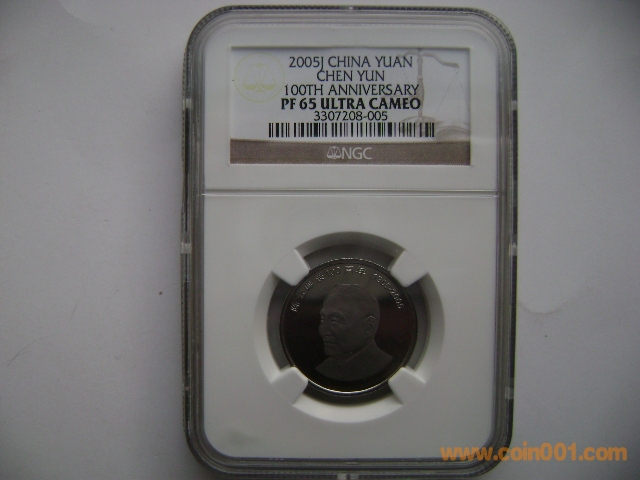 2005J CHINA YUAN
CHEN YUN
100TH ANNIVERSARY
PF 65 ULTRA CAMEO
3307208-005
NGC
www.coin001.com